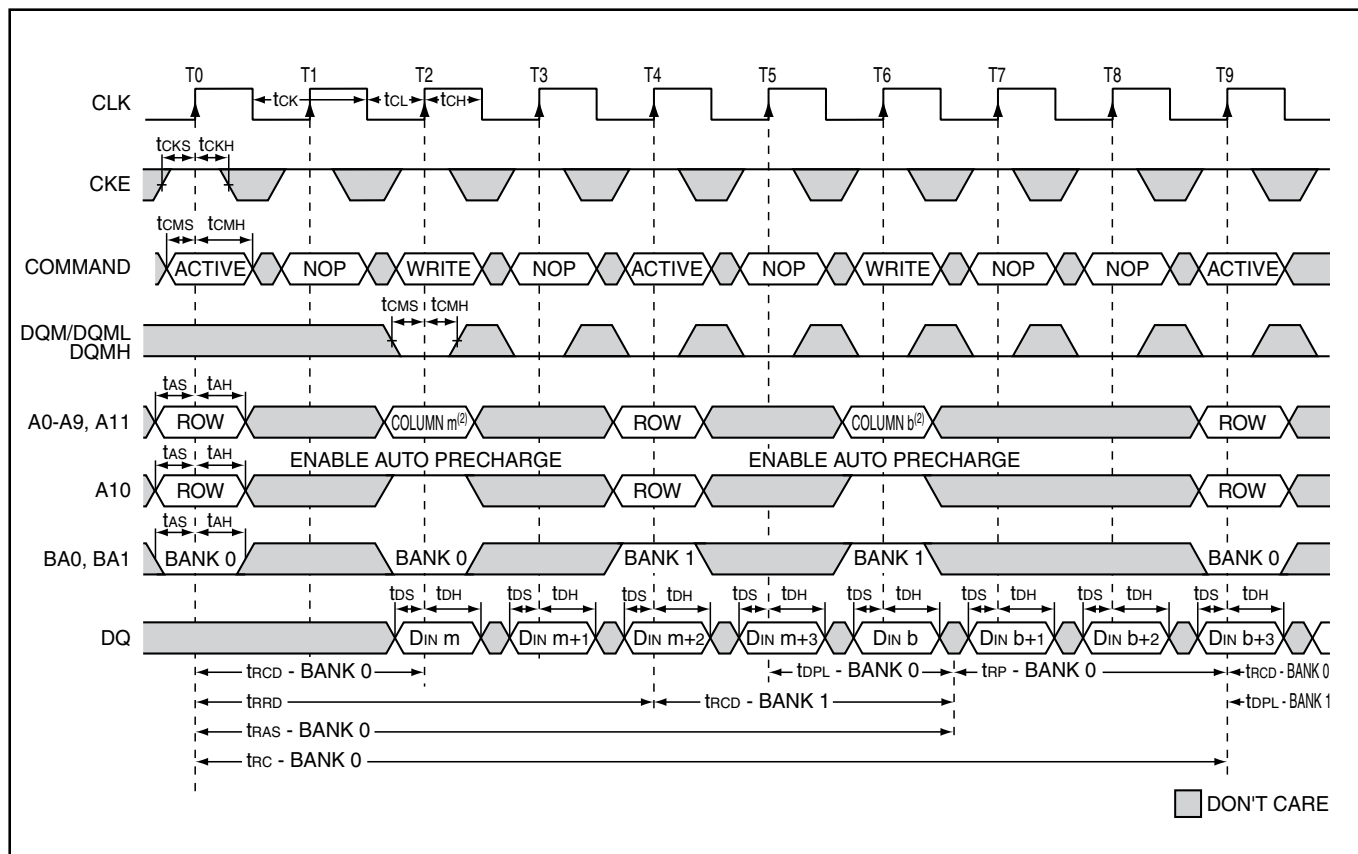 T0 T1 T2 T3 T4 T5 T6 T7 T8 T9
CLK tCK tCL tCH
tCKS tCKH
CKE
tCMS tCMH
COMMAND ACTIVE NOP WRITE NOP ACTIVE NOP WRITE NOP NOP ACTIVE
tCMS tCMH
DQM/DQML
DQMH
tAS tAH
A0-A9, A11 ROW COLUMN m(2) ROW COLUMN b(2) ROW
tAS tAH ENABLE AUTO PRECHARGE ENABLE AUTO PRECHARGE
A10 ROW ROW ROW
tAS tAH
BA0, BA1 BANK 0 BANK 0 BANK 1 BANK 1 BANK 0
tDS tDH tDS tDH tDS tDH tDS tDH tDS tDH tDS tDH tDS tDH tDS tDH
DQ DIN m DIN m+1 DIN m+2 DIN m+3 DIN b DIN b+1 DIN b+2 DIN b+3
tRCD - BANK 0 tDPL - BANK 0 tRP - BANK 0 tRCD - BANK 0
tRRD tRCD - BANK 1 tDPL - BANK 1
tRAS - BANK 0
tRC - BANK 0
DON'T CARE